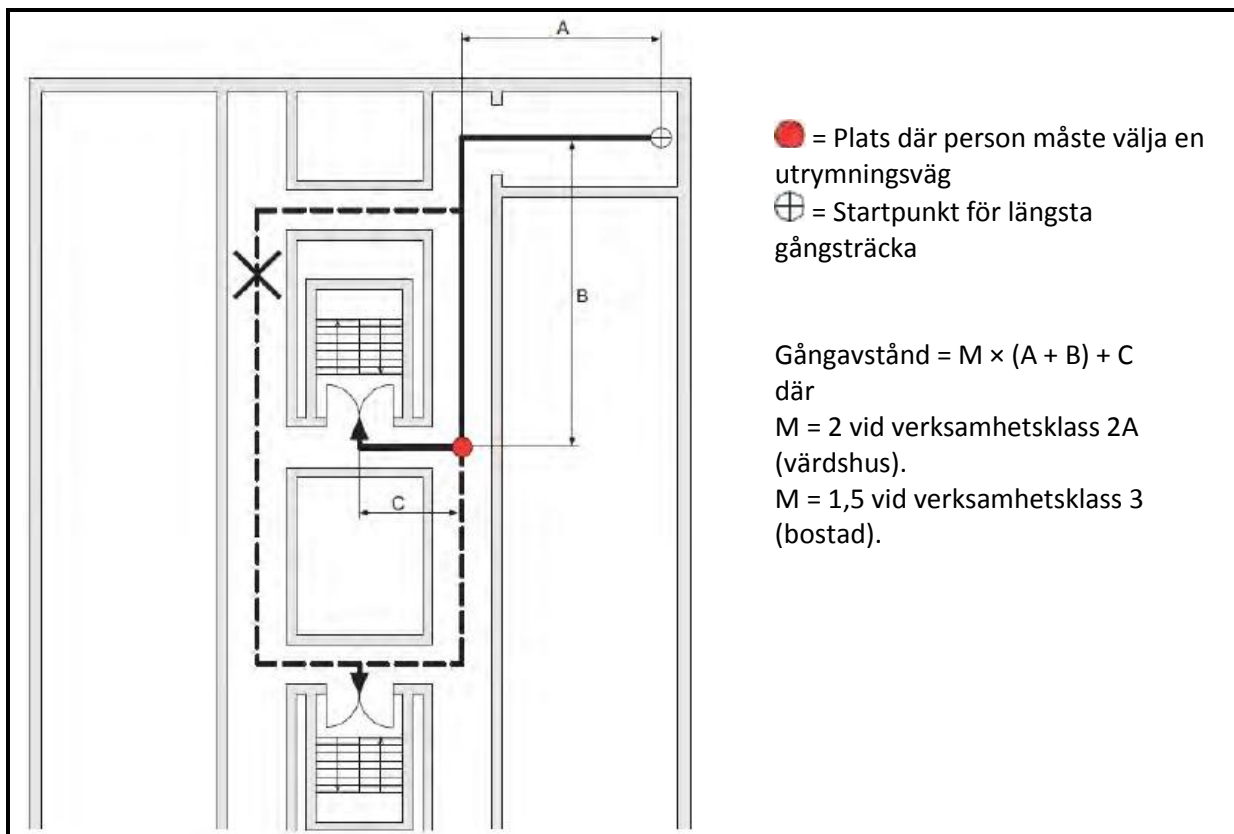 A
B
C
= Plats där person måste välja en
utrymningsväg
= Startpunkt för längsta
gångsträcka
Gångavstånd = M × (A + B) + C
där
M = 2 vid verksamhetsklass 2A
(värdshus).
M = 1,5 vid verksamhetsklass 3
(bostad).